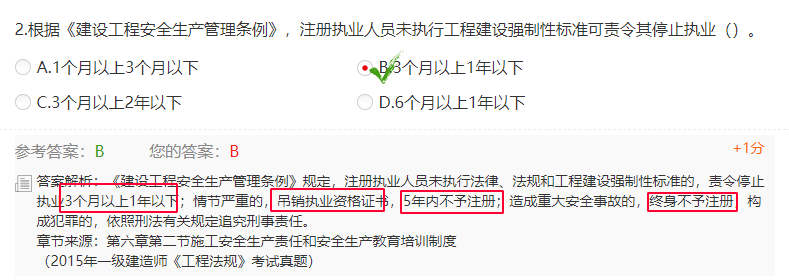 2.根据《建设工程安全生产管理条例》，注册执业人员未执行工程建设强制性标准可责令其停止执业（）。
A.1个月以上3个月以下
B.3个月以上1年以下
C.3个月以上2年以下
D.6个月以上1年以下
参考答案：B 您的答案：B +1分
答案解析：《建设工程安全生产管理条例》规定，注册执业人员未执行法律、法规和工程建设强制性标准的，责令停止
执业3个月以上1年以下；情节严重的，吊销执业资格证书，5年内不予注册；造成重大安全事故的，终身不予注册 构
成犯罪的，依照刑法有关规定追究刑事责任。
章节来源：第六章第二节施工安全生产责任和安全生产教育培训制度
（2015年一级建造师《工程法规》考试真题）